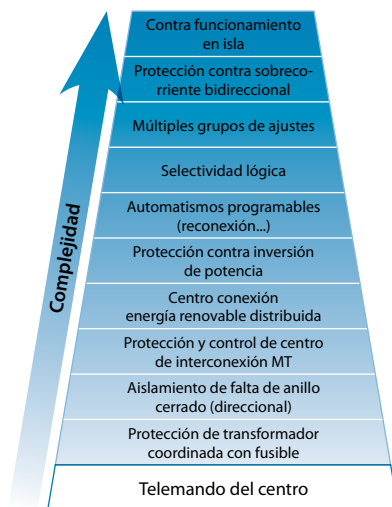 Contra funcionamiento
en isla
Protección contra sobreco-
rriente bidireccional
Múltiples grupos de ajustes
Selectividad lógica
Automatismos programables
(reconexión...)
Protección contra inversión
de potencia
Centro conexión
energía renovable distribuida
Protección y control de centro
de interconexión MT
Aislamiento de falta de anillo
cerrado (direccional)
Protección de transformador
coordinada con fusible
Telemando del centro
Complejidad